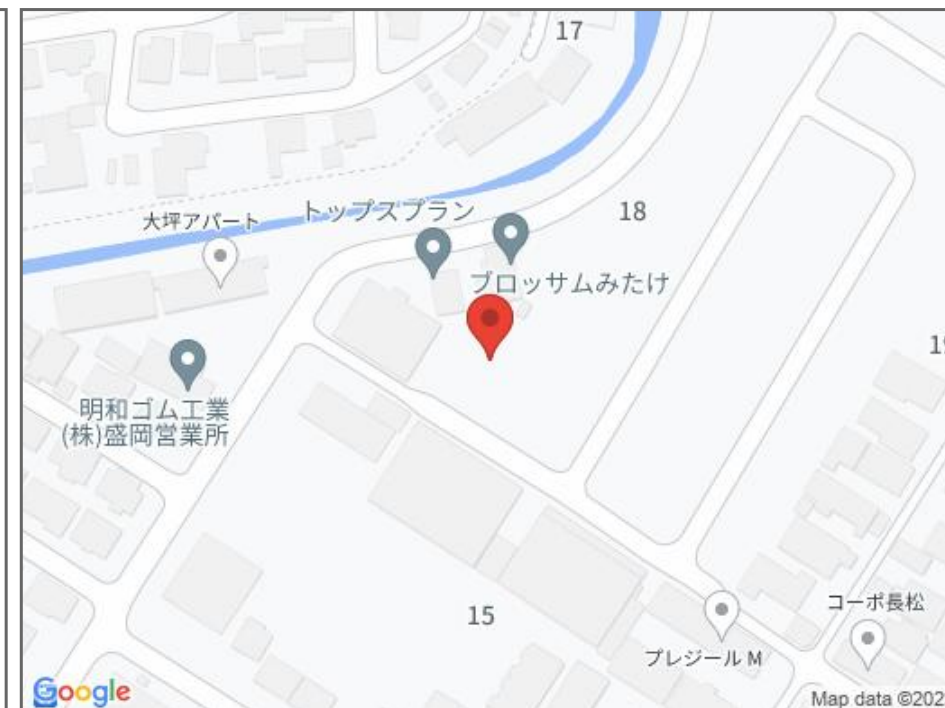 17
トップスプラン
大坪アパート
18
ブロッサムみたけ
明和ゴム工業
(株)盛岡営業所
コーポ長松
15
プレジール M
Google
Map data ©202